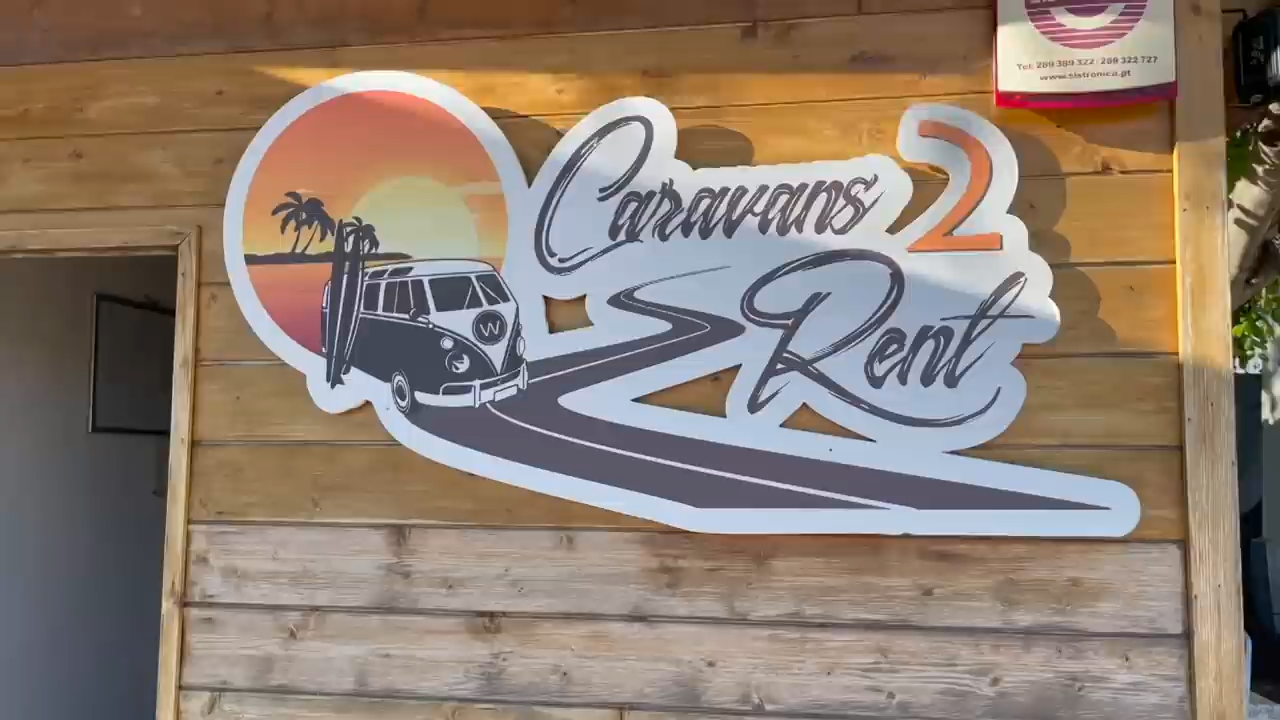 Caravans 2
Rent
W
Tel: 289 389 322/289 322 727
www.sistronica.pt